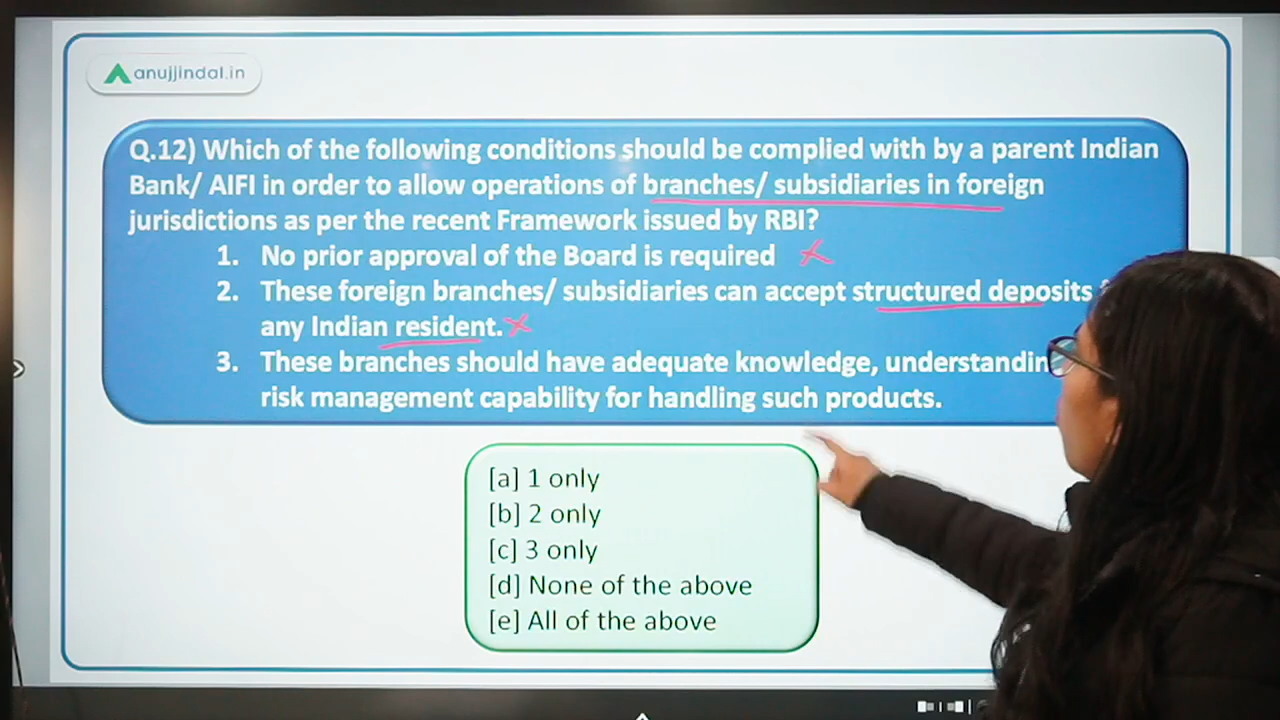 anujjindal.in
Q.12) Which of the following conditions should be complied with by a parent Indian
Bank/ AIFI in order to allow operations of branches/ subsidiaries in foreign
jurisdictions as per the recent Framework issued by RBI?
1. No prior approval of the Board is required
2. These foreign branches/ subsidiaries can accept structured deposits
any Indian resident.
3. These branches should have adequate knowledge,
risk management capability for handling such products.
[a] 1 only
[b] 2 only
[c] 3 only
[d] None of the above
[e] All of the above